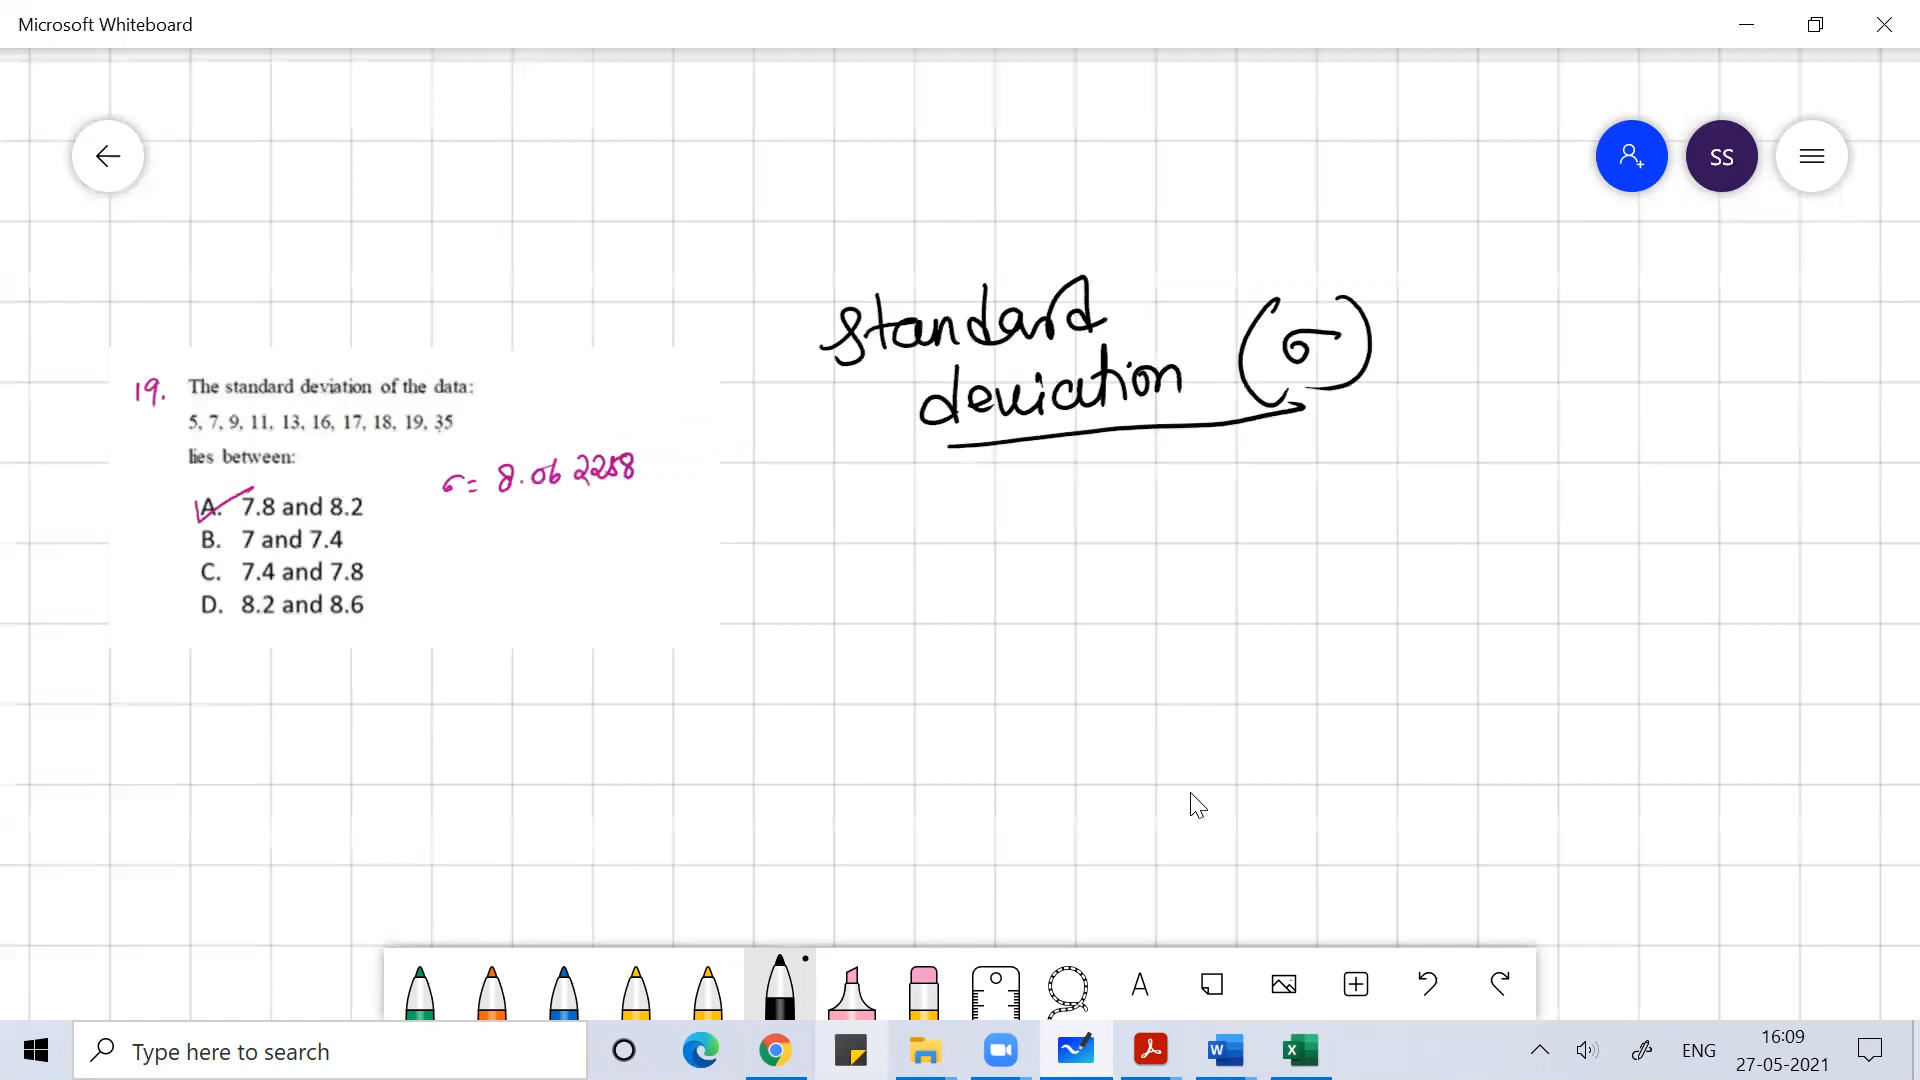 Microsoft Whiteboard
SS
standard
deviation (σ)
19. The standard deviation of the data:
5, 7, 9, 11, 13, 16, 17, 18, 19, 35
lies between:
σ = 8.062258
A. 7.8 and 8.2
B. 7 and 7.4
C. 7.4 and 7.8
D. 8.2 and 8.6
A
Type here to search
ENG
16:09
27-05-2021